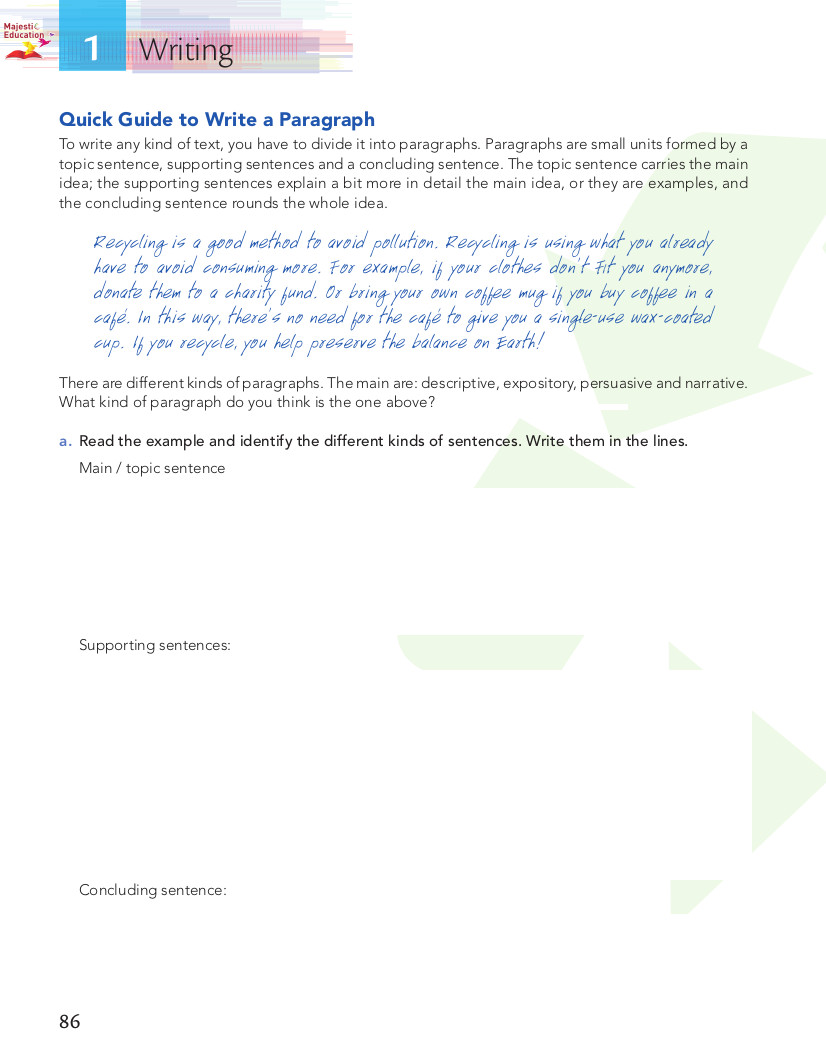 Majestic
Education
1 Writing
Quick Guide to Write a Paragraph
To write any kind of text, you have to divide it into paragraphs. Paragraphs are small units formed by a
topic sentence, supporting sentences and a concluding sentence. The topic sentence carries the main
idea; the supporting sentences explain a bit more in detail the main idea, or they are examples, and
the concluding sentence rounds the whole idea.
Recycling is a good method to avoid pollution. Recycling is using what you already
have to avoid consuming more. For example, if your clothes don't Fit you anymore,
donate them to a charity fund. Or bring your own coffee mug if you buy coffee in a
café. In this way, there's no need for the café to give you a single-use wax-coated
cup. If you recycle, you help preserve the balance on Earth!
There are different kinds of paragraphs. The main are: descriptive, expository, persuasive and narrative.
What kind of paragraph do you think is the one above?
a. Read the example and identify the different kinds of sentences. Write them in the lines.
Main / topic sentence
Supporting sentences:
Concluding sentence:
86